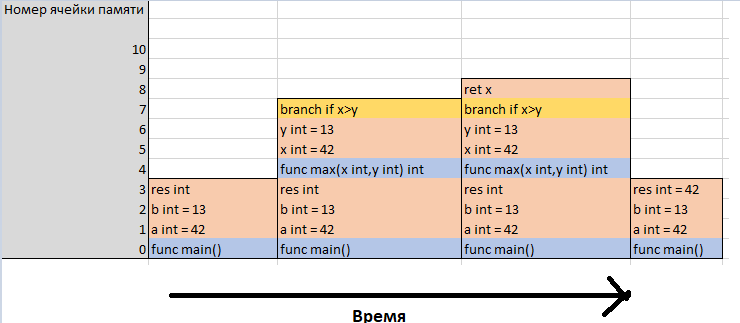 Номер ячейки памяти
10
9
8 ret x
7 branch if x>y branch if x>y
6 y int = 13 y int = 13
5 x int = 42 x int = 42
4 func max(x int,y int) int func max(x int,y int) int
3 res int res int res int res int = 42
2 b int = 13 b int = 13 b int = 13 b int = 13
1 a int = 42 a int = 42 a int = 42 a int = 42
0 func main() func main() func main() func main()
Время